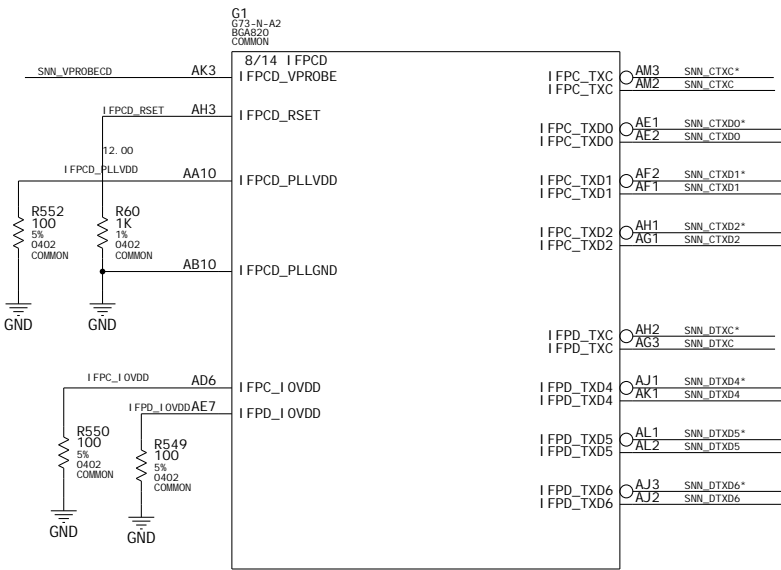 G1
G73-N-A2
BGA820
COMMON
8/14 IFPCD
SNN_VPROBECD AK3 IFPCD_VPROBE
IFPCD_RSET AH3 IFPCD_RSET
12.00
IFPCD_PLLVDD AA10 IFPCD_PLLVDD
R552
100
5%
0402
COMMON
R60
1K
1%
0402
COMMON
AB10 IFPCD_PLLGND
GND
GND
IFPC_IOVDD AD6 IFPC_IOVDD
IFPD_IOVDD AE7 IFPD_IOVDD
R550
100
5%
0402
COMMON
R549
100
5%
0402
COMMON
GND
GND
IFPC_TXC AM3 SNN_CTXC*
IFPC_TXC AM2 SNN_CTXC
IFPC_TXD0 AE1 SNN_CTXD0*
IFPC_TXD0 AE2 SNN_CTXD0
IFPC_TXD1 AF2 SNN_CTXD1*
IFPC_TXD1 AF1 SNN_CTXD1
IFPC_TXD2 AH1 SNN_CTXD2*
IFPC_TXD2 AG1 SNN_CTXD2
IFPD_TXC AH2 SNN_DTXC*
IFPD_TXC AG3 SNN_DTXC
IFPD_TXD4 AJ1 SNN_DTXD4*
IFPD_TXD4 AK1 SNN_DTXD4
IFPD_TXD5 AL1 SNN_DTXD5*
IFPD_TXD5 AL2 SNN_DTXD5
IFPD_TXD6 AJ3 SNN_DTXD6*
IFPD_TXD6 AJ2 SNN_DTXD6